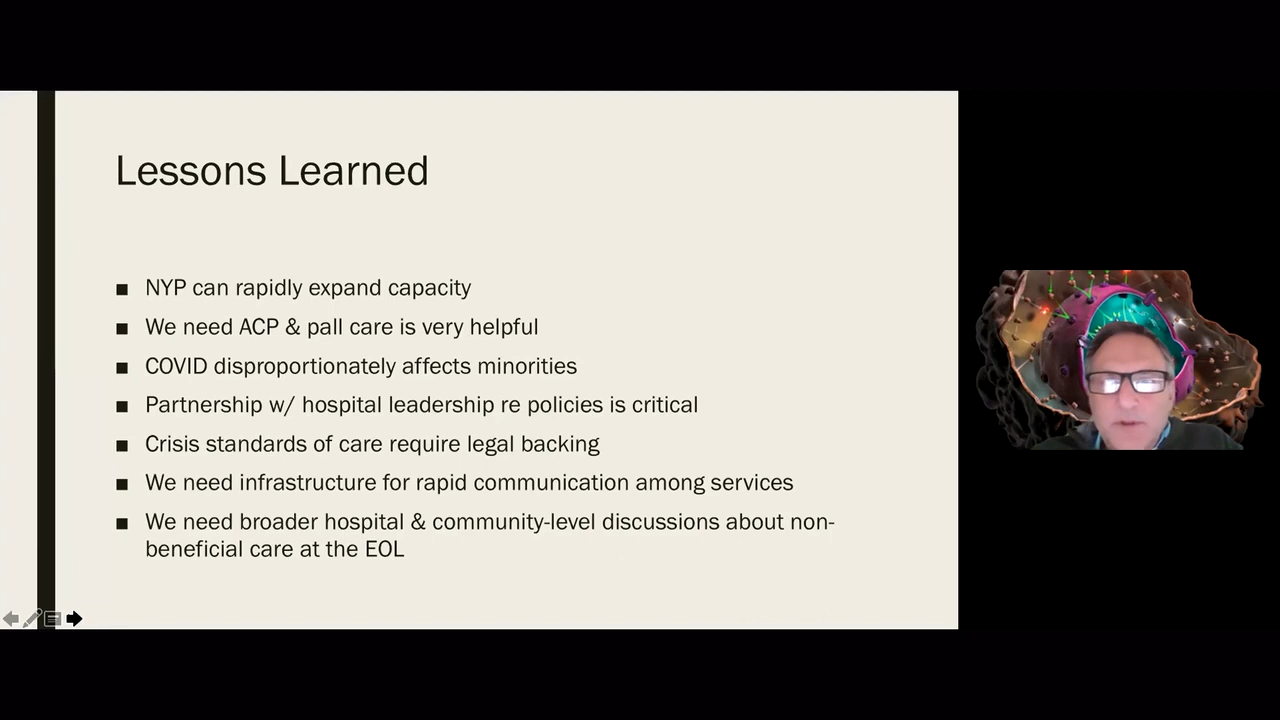 Lessons Learned
■ NYP can rapidly expand capacity
■ We need ACP & pall care is very helpful
■ COVID disproportionately affects minorities
■ Partnership w/ hospital leadership re policies is critical
■ Crisis standards of care require legal backing
■ We need infrastructure for rapid communication among services
■ We need broader hospital & community-level discussions about non-
beneficial care at the EOL